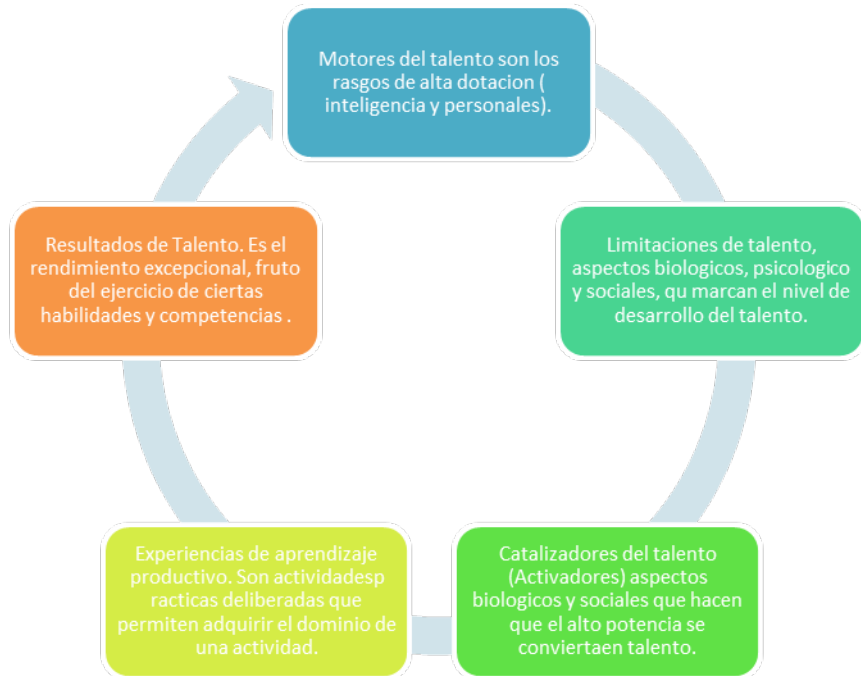 Motores del talento son los
rasgos de alta dotacion (
inteligencia y personales).
Limitaciones de talento,
aspectos biologicos, psicologico
y sociales, qu marcan el nivel de
desarrollo del talento.
Catalizadores del talento
(Activadores) aspectos
biologicos y sociales que hacen
que el alto potencia se
conviertaen talento.
Experiencias de aprendizaje
productivo. Son actividadesp
racticas deliberadas que
permiten adquirir el dominio de
una actividad.
Resultados de Talento. Es el
rendimiento excepcional, fruto
del ejercicio de ciertas
habilidades y competencias .